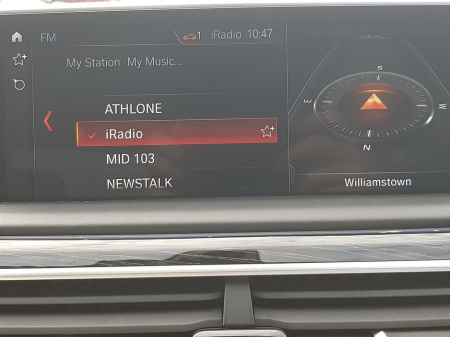 FM 1 iRadio 10:47
My Station My Music...
ATHLONE
iRadio
MID 103
NEWSTALK
S
E W
N
Williamstown